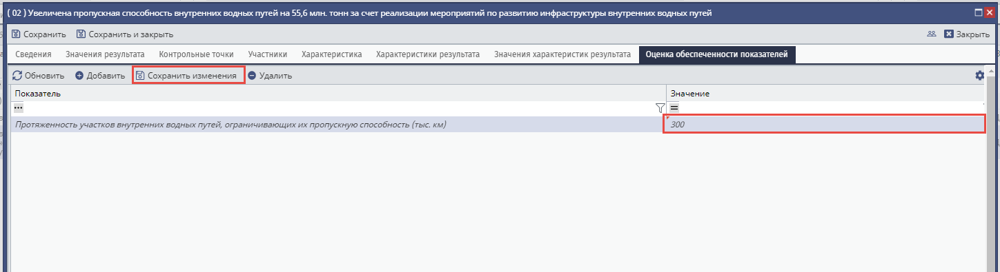 ( 02 ) Увеличена пропускная способность внутренних водных путей на 55,6 млн. тонн за счет реализации мероприятий по развитию инфраструктуры внутренних водных путей
Сохранить Сохранить и закрыть Закрыть
Сведения Значения результата Контрольные точки Участники Характеристика Характеристики результата Значения характеристик результата Оценка обеспеченности показателей
Обновить Добавить Сохранить изменения Удалить
Показатель Значение
Протяженность участков внутренних водных путей, ограничивающих их пропускную способность (тыс. км) 300